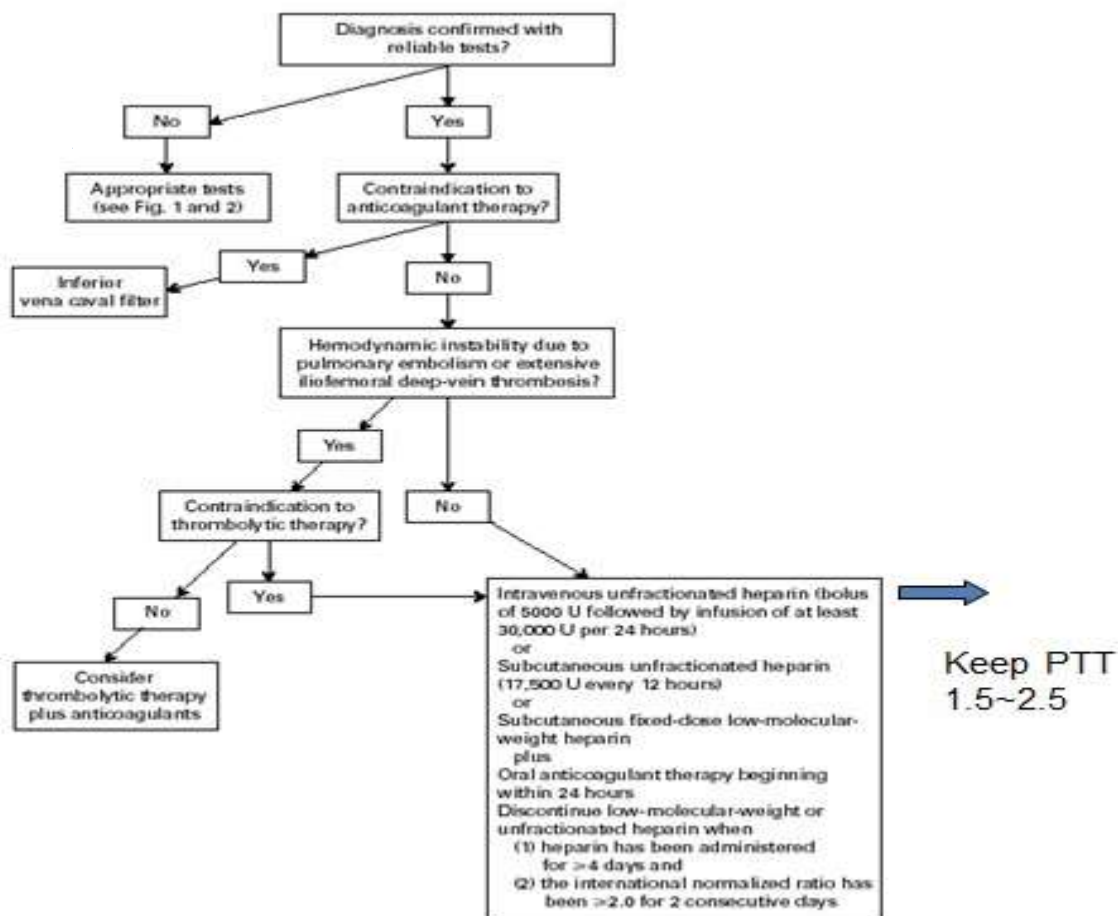 Diagnosis confirmed with
reliable tests?
No
Yes
Appropriate tests
(see Fig. 1 and 2)
Contraindication to
anticoagulant therapy?
Yes
No
Inferior
vena caval filter
Hemodynamic instability due to
pulmonary embolism or extensive
iliofemoral deep-vein thrombosis?
Yes
No
Contraindication to
thrombolytic therapy?
No
Yes
Consider
thrombolytic therapy
plus anticoagulants
Intravenous unfractionated heparin (bolus
of 5000 U followed by infusion of at least
30,000 U per 24 hours)
or
Subcutaneous unfractionated heparin
(17,500 U every 12 hours)
or
Subcutaneous fixed-dose low-molecular-
weight heparin
plus
Oral anticoagulant therapy beginning
within 24 hours
Discontinue low-molecular-weight or
unfractionated heparin when
(1) heparin has been administered
for >4 days and
(2) the international normalized ratio has
been >2.0 for 2 consecutive days
Keep PTT
1.5~2.5